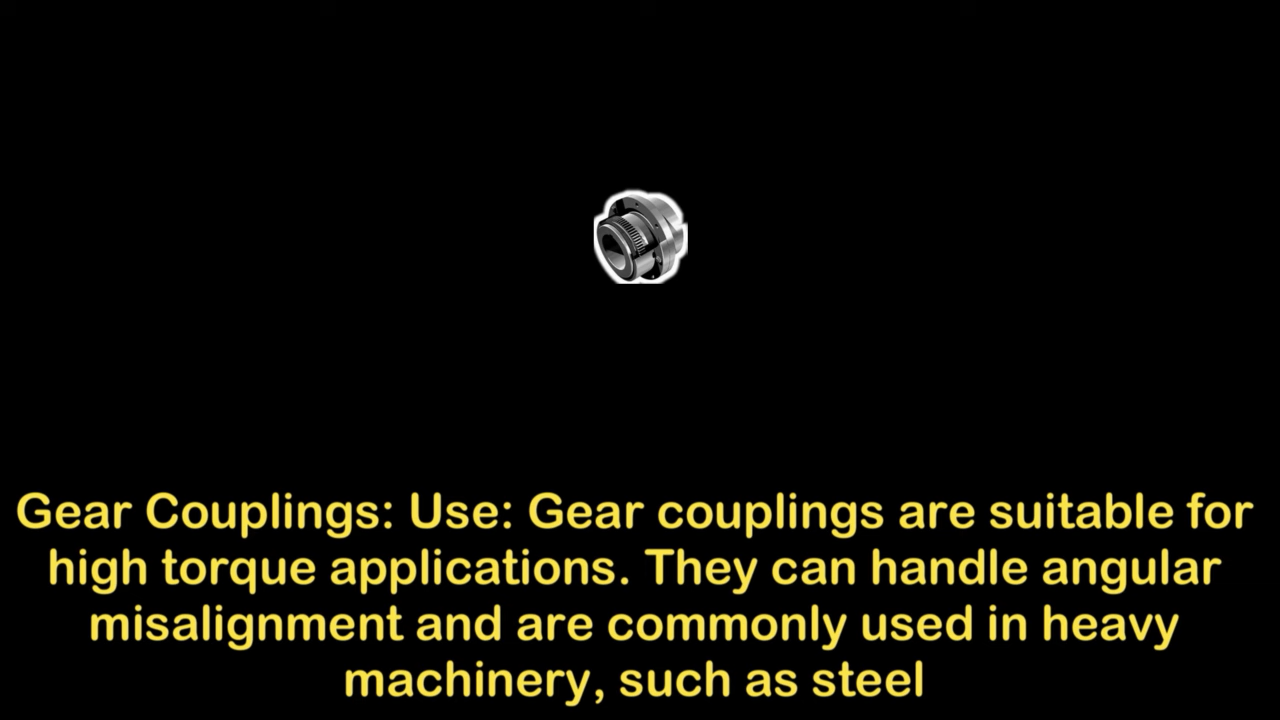 Gear Couplings: Use: Gear couplings are suitable for
high torque applications. They can handle angular
misalignment and are commonly used in heavy
machinery, such as steel